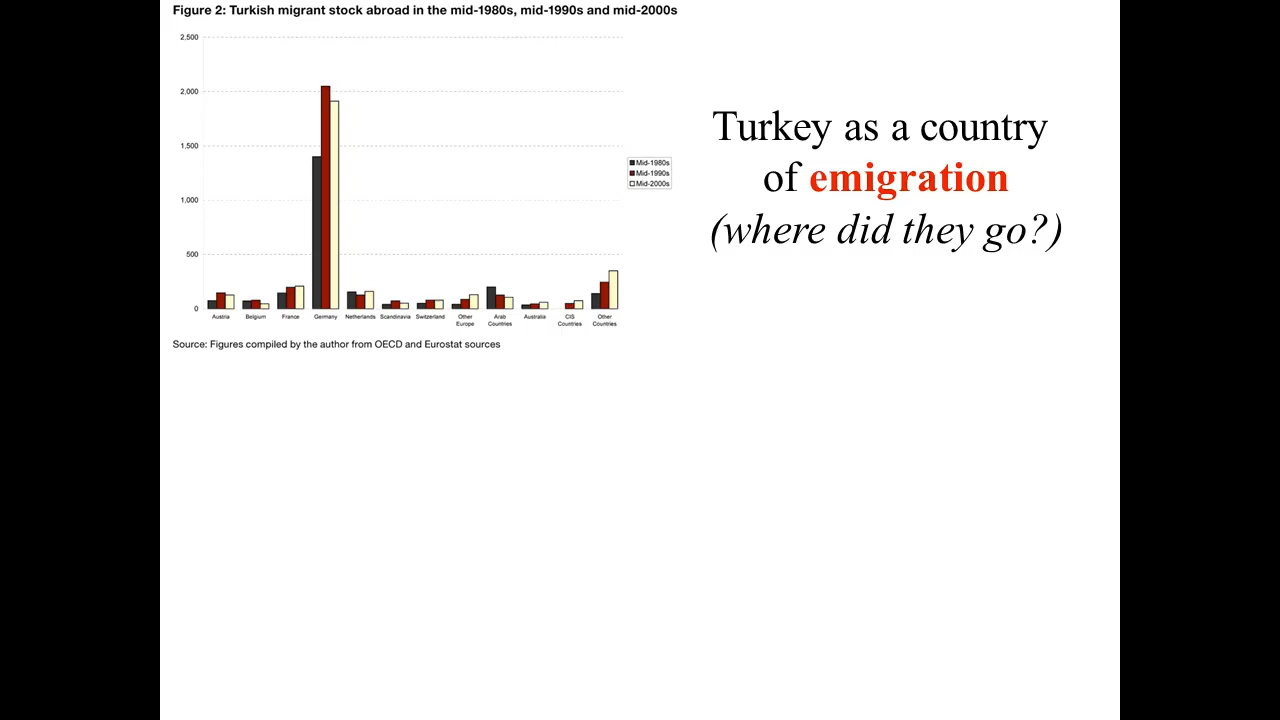 Figure 2: Turkish migrant stock abroad in the mid-1980s, mid-1990s and mid-2000s
2,500
2,000
1,500
1,000
500
0
Austria
Belgium
France
Germany
Netherlands
Scandinavia
Switzerland
Other
Europe
Arab
Countries
Australia
CIS
Countries
Other
Countries
Mid-1980s
Mid-1990s
Mid-2000s
Source: Figures compiled by the author from OECD and Eurostat sources
Turkey as a country
of emigration
(where did they go?)